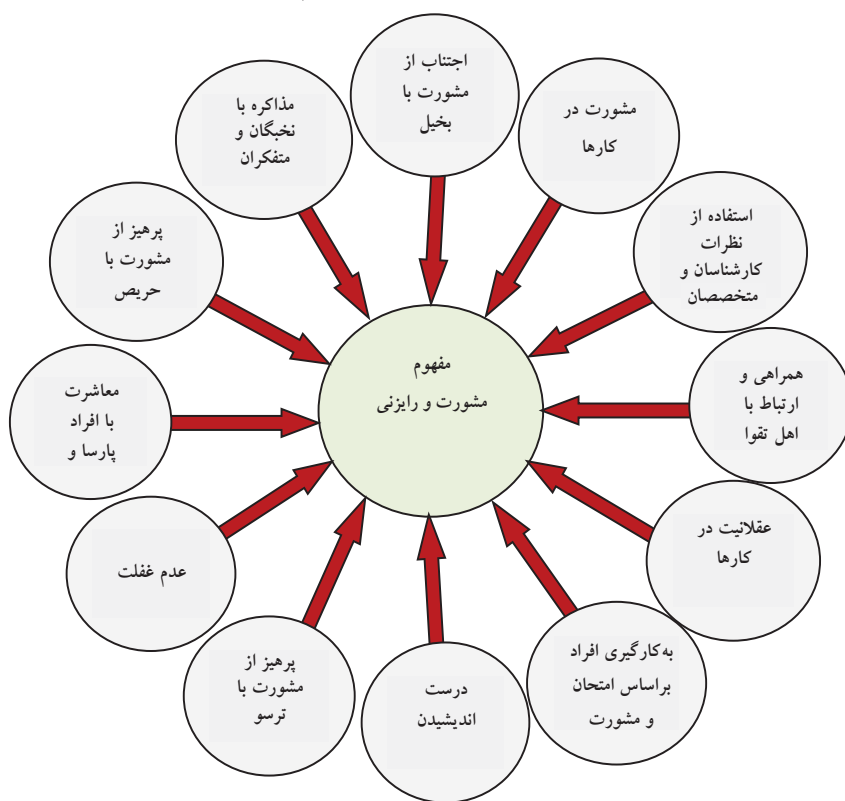 مفهوم
مشورت و رایزنی
اجتناب از
مشورت با
بخیل
مشورت در
کارها
استفاده از
نظرات
کارشناسان و
متخصصان
همراهی و
ارتباط با
اهل تقوا
عقلانیت در
کارها
به‌کارگیری افراد
براساس امتحان
و مشورت
درست
اندیشیدن
پرهیز از
مشورت با
ترسو
عدم غفلت
معاشرت
با افراد
پارسا و
پرهیز از
مشورت با
حریص
مذاکره با
نخبگان و
متفکران